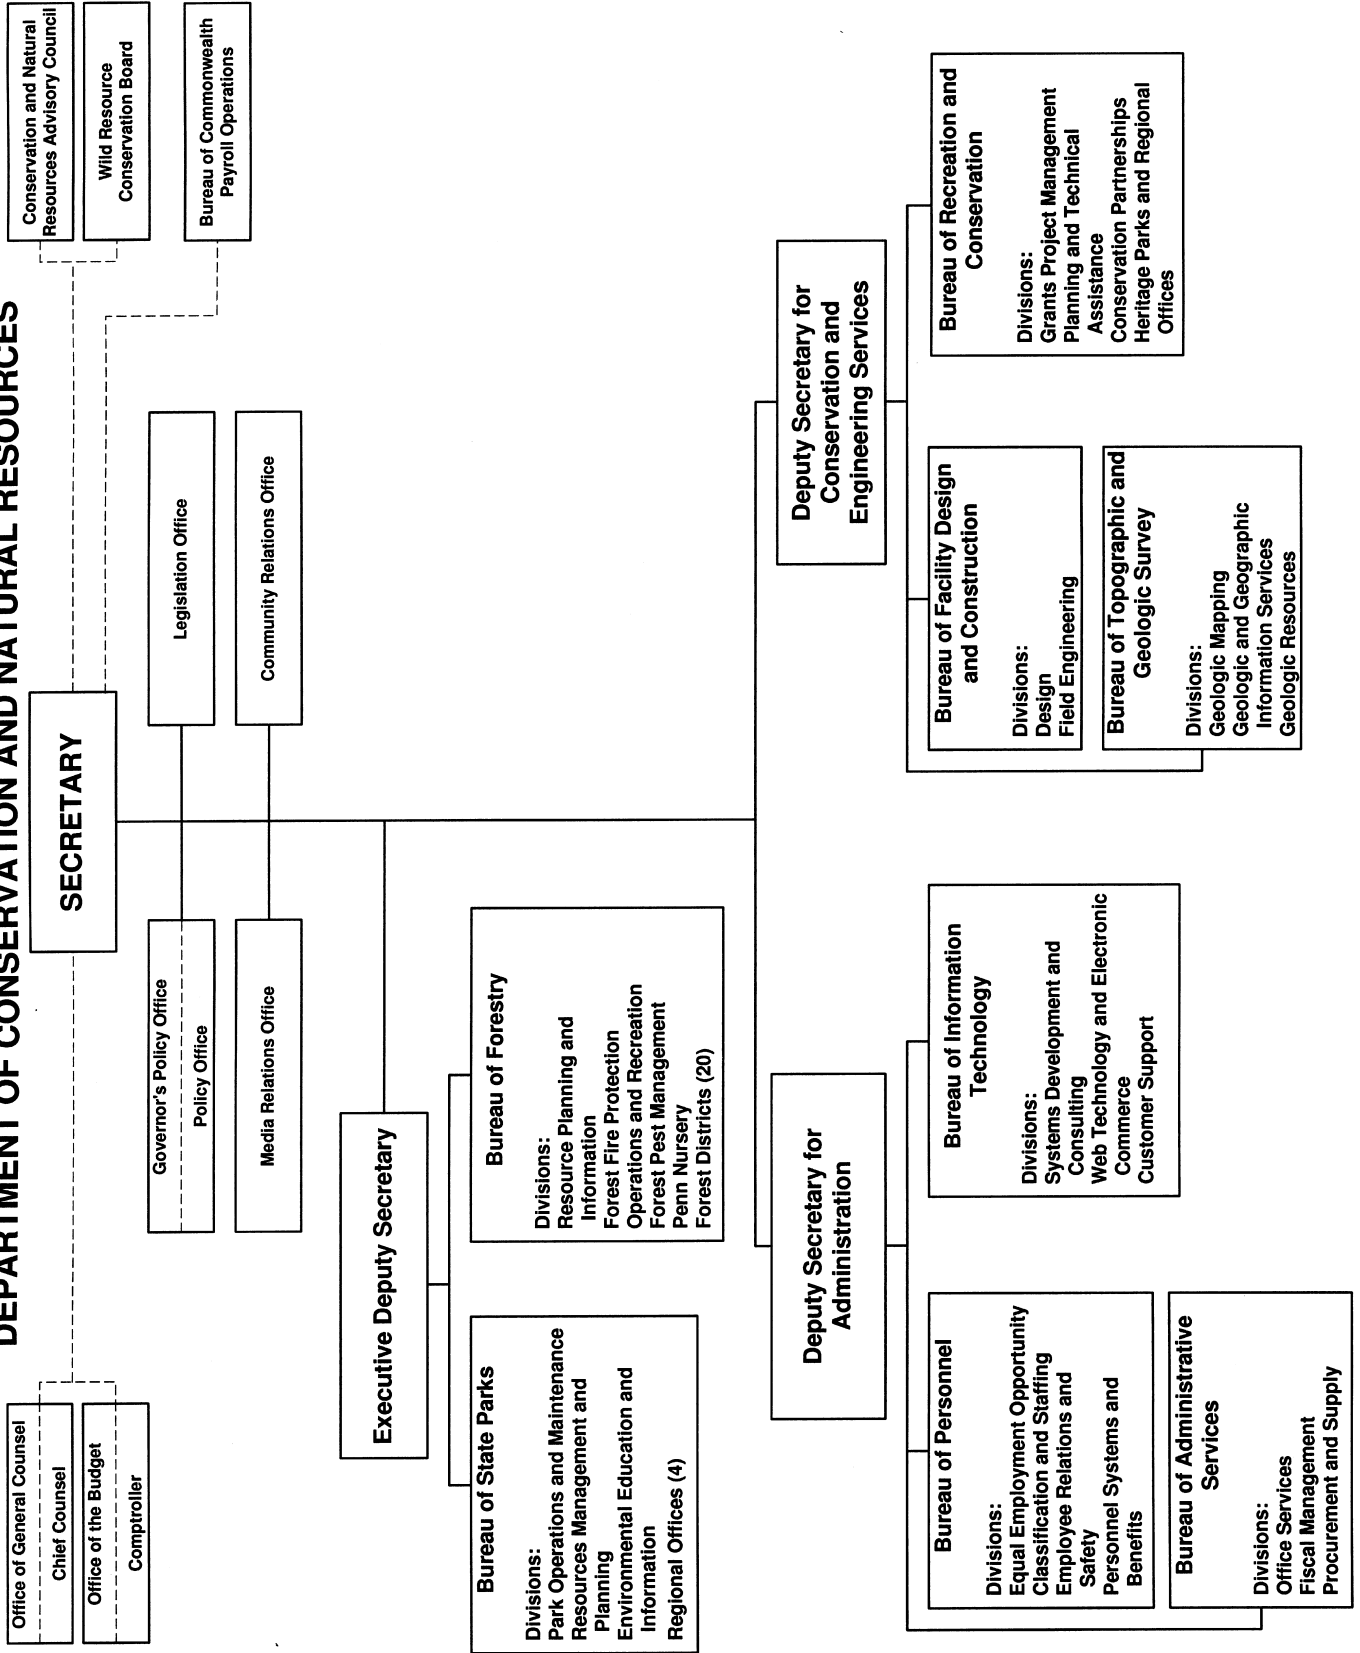 DEPARTMENT OF CONSERVATION AND NATURAL RESOURCES
SECRETARY
Office of General Counsel
Chief Counsel
Office of the Budget
Comptroller
Conservation and Natural
Resources Advisory Council
Wild Resource
Conservation Board
Bureau of Commonwealth
Payroll Operations
Governor's Policy Office
Policy Office
Legislation Office
Media Relations Office
Community Relations Office
Executive Deputy Secretary
Bureau of State Parks
Divisions:
Park Operations and Maintenance
Resources Management and
Planning
Environmental Education and
Information
Regional Offices (4)
Bureau of Forestry
Divisions:
Resource Planning and
Information
Forest Fire Protection
Operations and Recreation
Forest Pest Management
Penn Nursery
Forest Districts (20)
Deputy Secretary for
Administration
Bureau of Personnel
Divisions:
Equal Employment Opportunity
Classification and Staffing
Employee Relations and
Safety
Personnel Systems and
Benefits
Bureau of Administrative
Services
Divisions:
Office Services
Fiscal Management
Procurement and Supply
Bureau of Information
Technology
Divisions:
Systems Development and
Consulting
Web Technology and Electronic
Commerce
Customer Support
Deputy Secretary for
Conservation and
Engineering Services
Bureau of Facility Design
and Construction
Divisions:
Design
Field Engineering
Bureau of Topographic and
Geologic Survey
Divisions:
Geologic Mapping
Geologic and Geographic
Information Services
Geologic Resources
Bureau of Recreation and
Conservation
Divisions:
Grants Project Management
Planning and Technical
Assistance
Conservation Partnerships
Heritage Parks and Regional
Offices